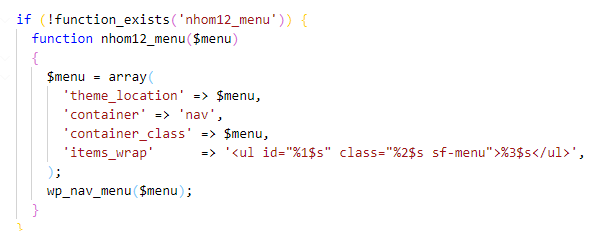 if (!function_exists('nhom12_menu')) {
  function nhom12_menu($menu)
  {
    $menu = array(
      'theme_location' => $menu,
      'container' => 'nav',
      'container_class' => $menu,
      'items_wrap'      => '<ul id="%1$s" class="%2$s sf-menu">%3$s</ul>',
    );
    wp_nav_menu($menu);
  }
}